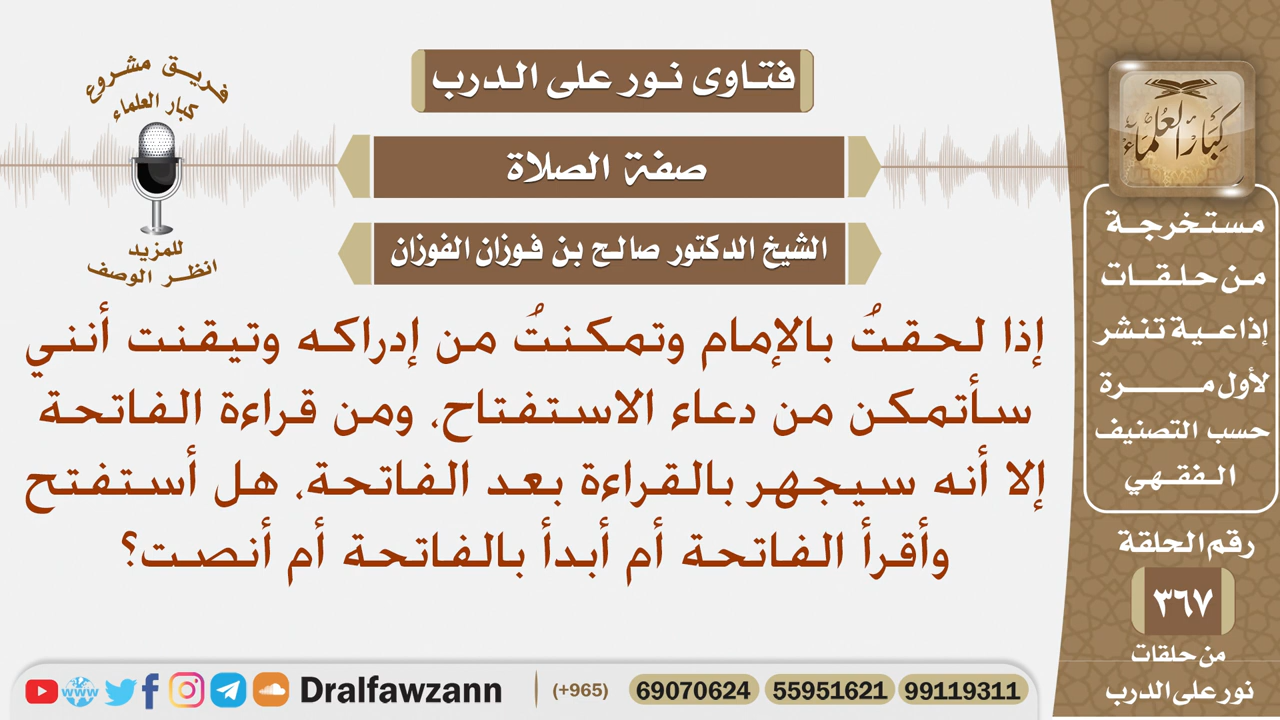 فريق مشروع
كبار العلماء
للمزيد
انظر الوصف
فتاوى نور على الدرب
صفة الصلاة
الشيخ الدكتور صالح بن فوزان الفوزان
إذا لحقتُ بالإمام وتمكنتُ من إدراكه وتيقنت أنني
سأتمكن من دعاء الاستفتاح، ومن قراءة الفاتحة
إلا أنه سيجهر بالقراءة بعد الفاتحة، هل أستفتح
وأقرأ الفاتحة أم أبدأ بالفاتحة أم أنصت؟
كبار العلماء
مستخرجة
من حلقات
إذاعية تنشر
لأول مرة
حسب التصنيف
الفقهي
رقم الحلقة
٣٦٧
من حلقات
نور على الدرب
www
Dralfawzann
(+965) 69070624 55951621 99119311